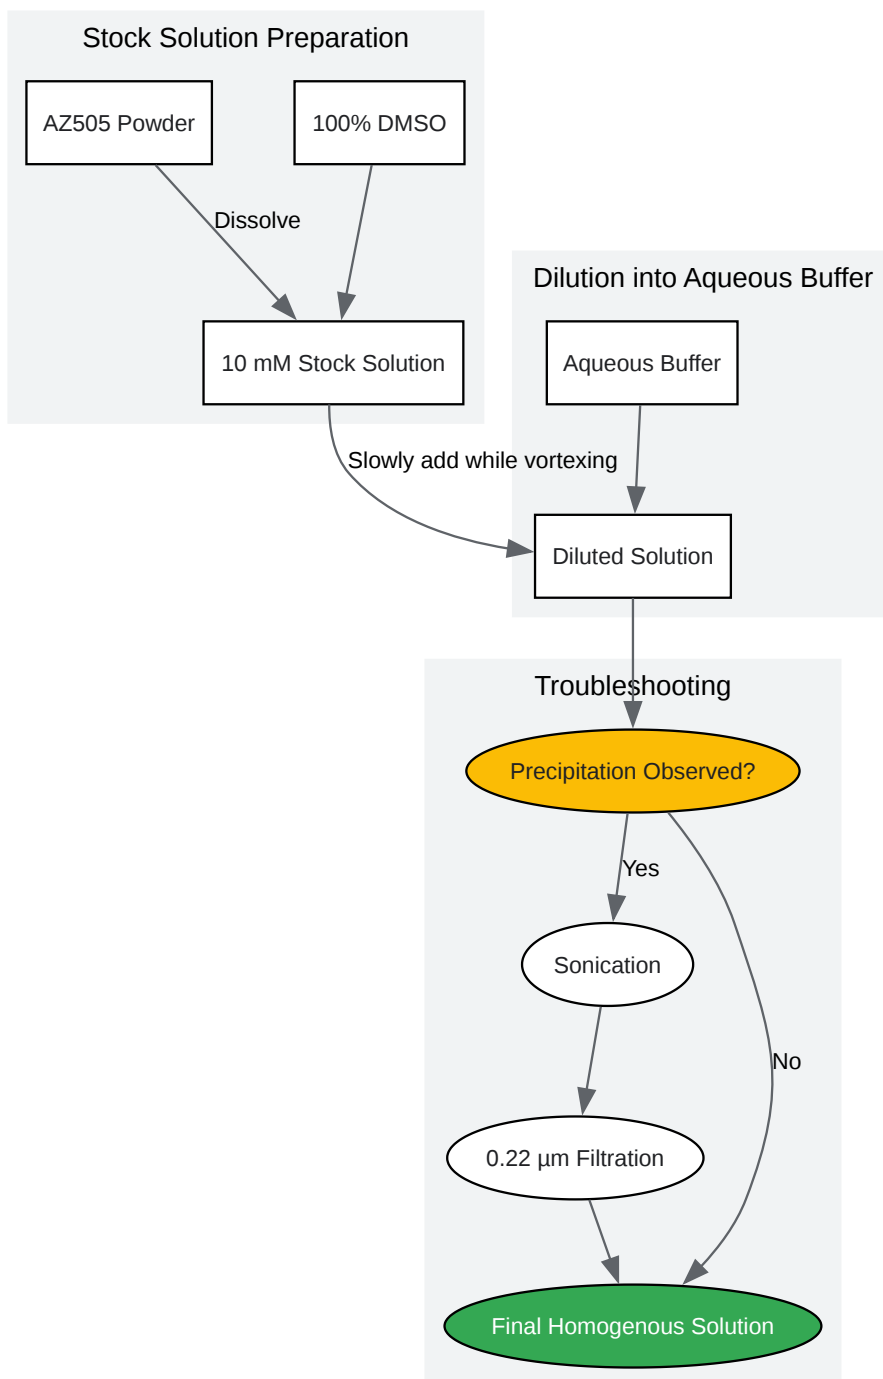 Stock Solution Preparation
AZ505 Powder
100% DMSO
Dissolve
10 mM Stock Solution
Dilution into Aqueous Buffer
Aqueous Buffer
Slowly add while vortexing
Diluted Solution
Troubleshooting
Precipitation Observed?
Yes
Sonication
No
0.22 µm Filtration
Final Homogenous Solution